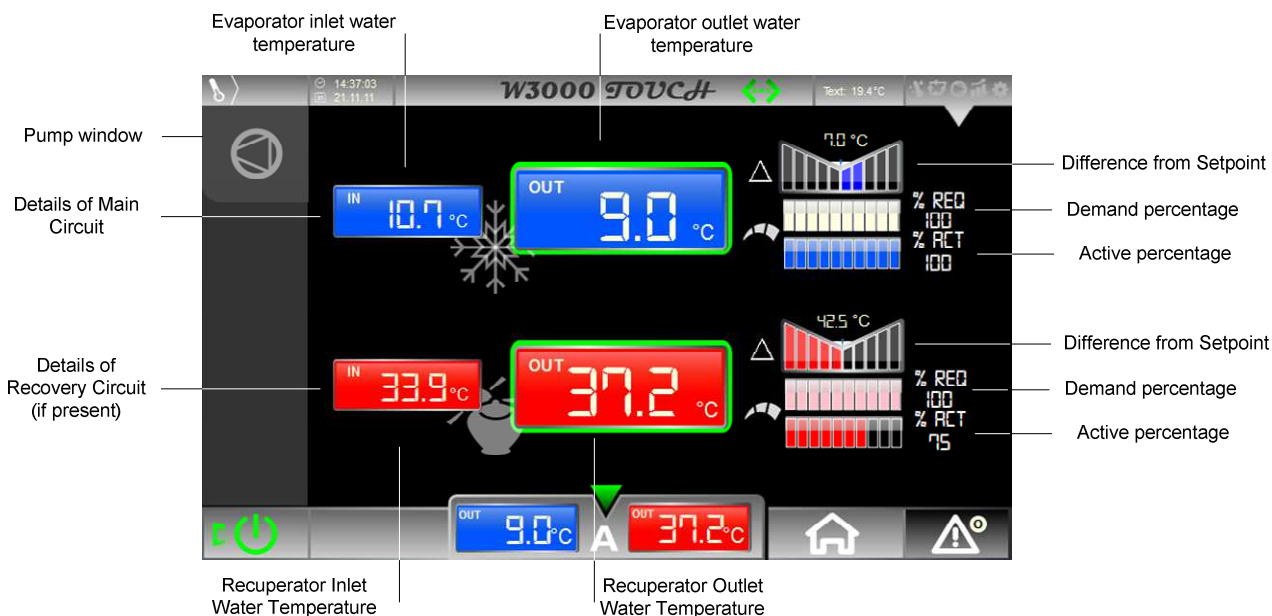 Evaporator inlet water
temperature
Evaporator outlet water
temperature
14:37:03
21.11.11
W3000 TOUCH
Text: 19.4°C
Pump window
7.0 °C
Difference from Setpoint
Details of Main
Circuit
IN
10.7 °C
OUT
9.0 °C
% REQ
100
Demand percentage
% ACT
100
Active percentage
42.5 °C
Difference from Setpoint
Details of
Recovery Circuit
(if present)
IN
33.9 °C
OUT
37.2 °C
% REQ
100
Demand percentage
% ACT
75
Active percentage
OUT
9.0°C
A
OUT
37.2°C
Recuperator Inlet
Water Temperature
Recuperator Outlet
Water Temperature